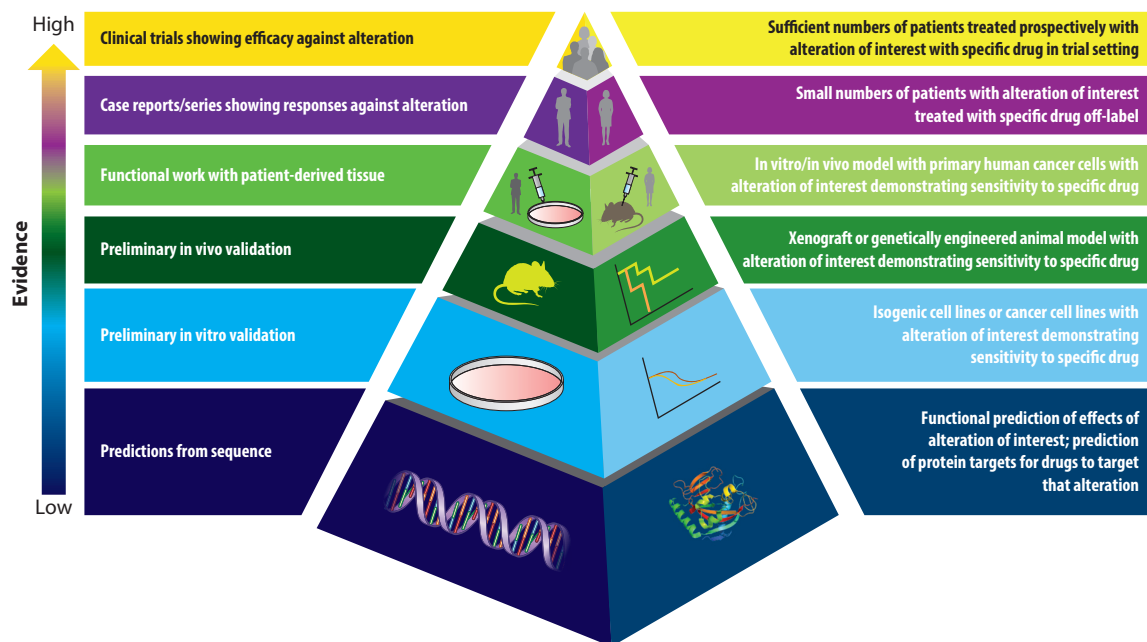 High
Clinical trials showing efficacy against alteration
Sufficient numbers of patients treated prospectively with
alteration of interest with specific drug in trial setting
Case reports/series showing responses against alteration
Small numbers of patients with alteration of interest
treated with specific drug off-label
Functional work with patient-derived tissue
In vitro/in vivo model with primary human cancer cells with
alteration of interest demonstrating sensitivity to specific drug
Preliminary in vivo validation
Xenograft or genetically engineered animal model with
alteration of interest demonstrating sensitivity to specific drug
Evidence
Preliminary in vitro validation
Isogenic cell lines or cancer cell lines with
alteration of interest demonstrating
sensitivity to specific drug
Predictions from sequence
Functional prediction of effects of
alteration of interest; prediction
of protein targets for drugs to target
that alteration
Low